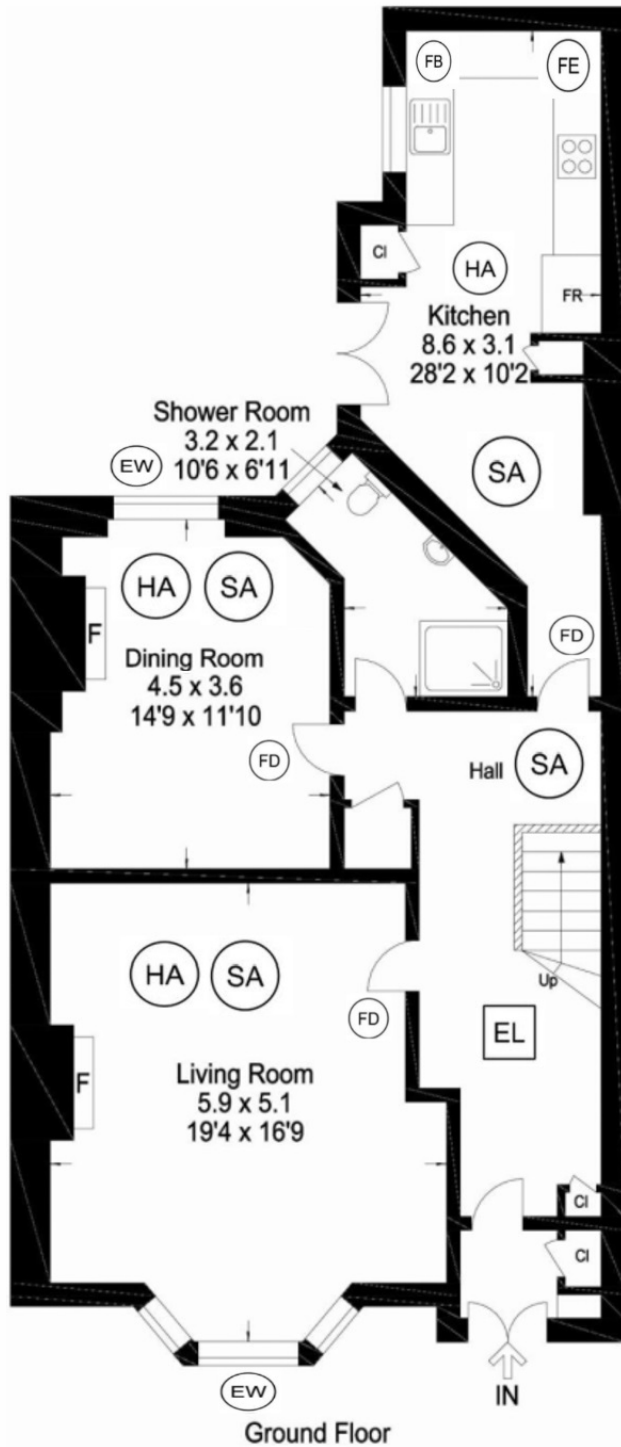 FB
FE
Cl
HA
FR
Kitchen
8.6 x 3.1
28'2 x 10'2
Shower Room
3.2 x 2.1
10'6 x 6'11
EW
SA
HA
SA
F
Dining Room
4.5 x 3.6
14'9 x 11'10
FD
FD
Hall
SA
HA
SA
Up
FD
EL
F
Living Room
5.9 x 5.1
19'4 x 16'9
Cl
Cl
EW
IN
Ground Floor